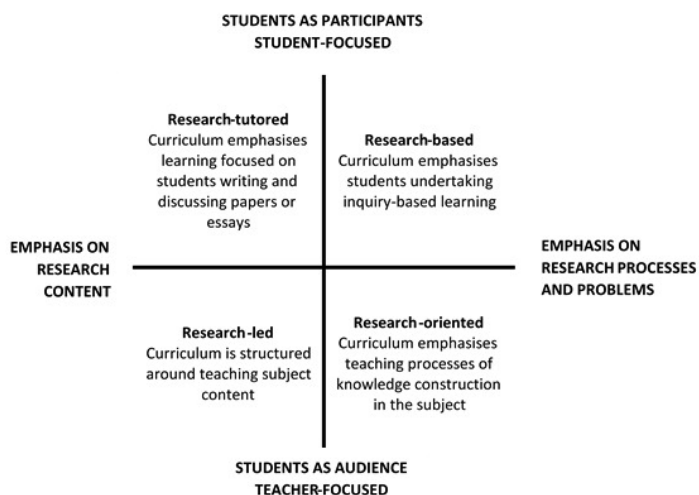 STUDENTS AS PARTICIPANTS
STUDENT-FOCUSED
Research-tutored
Curriculum emphasises
learning focused on
students writing and
discussing papers or
essays
Research-based
Curriculum emphasises
students undertaking
inquiry-based learning
EMPHASIS ON
RESEARCH
CONTENT
EMPHASIS ON
RESEARCH PROCESSES
AND PROBLEMS
Research-led
Curriculum is structured
around teaching subject
content
Research-oriented
Curriculum emphasises
teaching processes of
knowledge construction
in the subject
STUDENTS AS AUDIENCE
TEACHER-FOCUSED